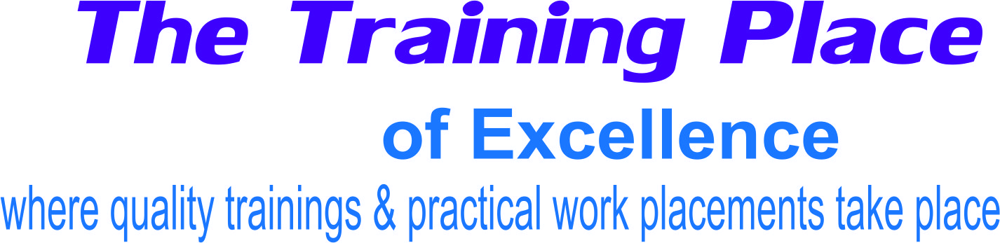 The Training Place
of Excellence
where quality trainings & practical work placements take place